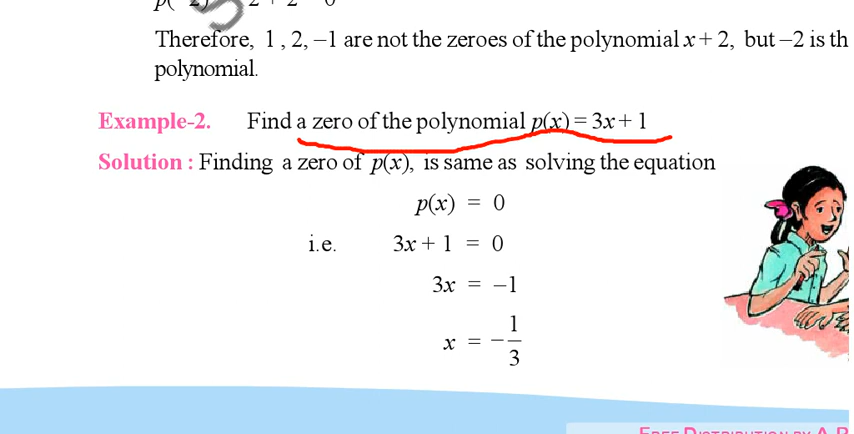 Therefore, 1 , 2, −1 are not the zeroes of the polynomial x + 2, but −2 is th
polynomial.
Example-2. Find a zero of the polynomial p(x) = 3x + 1
Solution : Finding a zero of p(x), is same as solving the equation
p(x) = 0
i.e. 3x + 1 = 0
3x = −1
x = −1/3